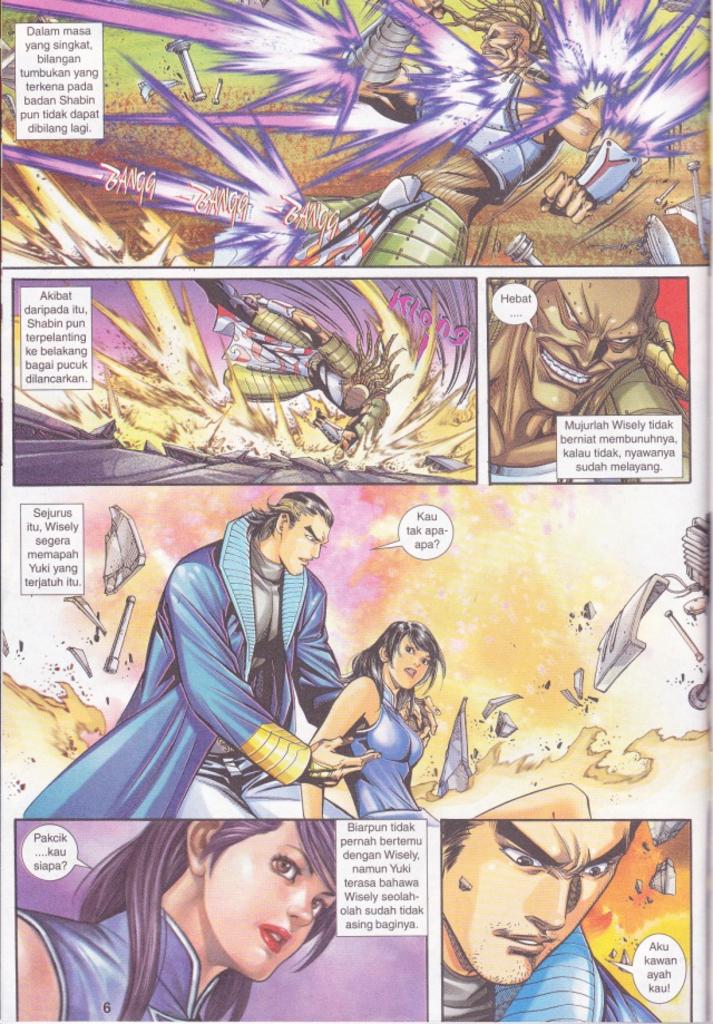 Dalam masa
yang singkat,
bilangan
tumbukan yang
terkena pada
badan Shabin
pun tidak dapat
dibilang lagi.
BANGG
BANGG
BANGG
Akibat
daripada itu,
Shabin pun
terpelanting
ke belakang
bagai pucuk
dilancarkan.
Klong
Hebat
....
Mujurlah Wisely tidak
berniat membunuhnya,
kalau tidak, nyawanya
sudah melayang.
Sejurus
itu, Wisely
segera
memapah
Yuki yang
terjatuh itu.
Kau
tak apa-
apa?
Pakcik
....kau
siapa?
Biarpun tidak
pernah bertemu
dengan Wisely,
namun Yuki
terasa bahawa
Wisely seolah-
olah sudah tidak
asing baginya.
Aku
kawan
ayah
kau!
6